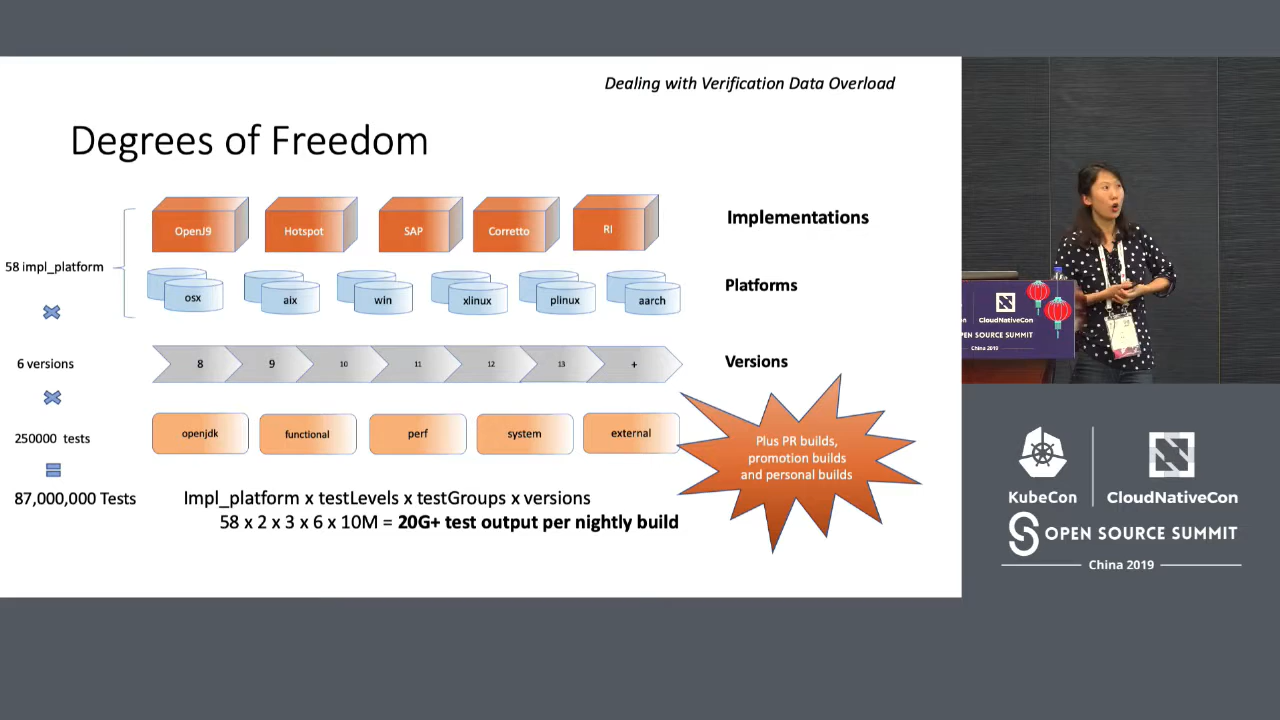 Dealing with Verification Data Overload
Degrees of Freedom
OpenJ9
Hotspot
SAP
Corretto
RI
Implementations
58 impl_platform
osx
aix
win
xlinux
plinux
aarch
Platforms
6 versions
8
9
10
11
12
13
+
Versions
250000 tests
openjdk
functional
perf
system
external
Plus PR builds,
promotion builds
and personal builds
87,000,000 Tests
Impl_platform x testLevels x testGroups x versions
58 x 2 x 3 x 6 x 10M = 20G+ test output per nightly build
CLOUDNATIVECON
OPEN SOURCE SUMMIT
China 2019
KubeCon
CloudNativeCon
OPEN SOURCE SUMMIT
China 2019